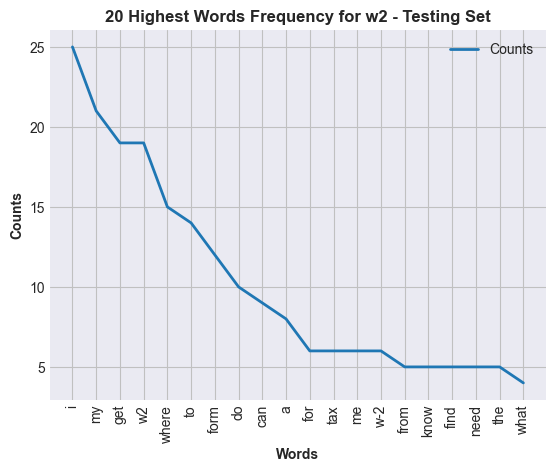 20 Highest Words Frequency for w2 - Testing Set
Counts
25
20
15
10
5
Counts
i
my
get
w2
where
to
form
do
can
a
for
tax
me
w-2
from
know
find
need
the
what
Words